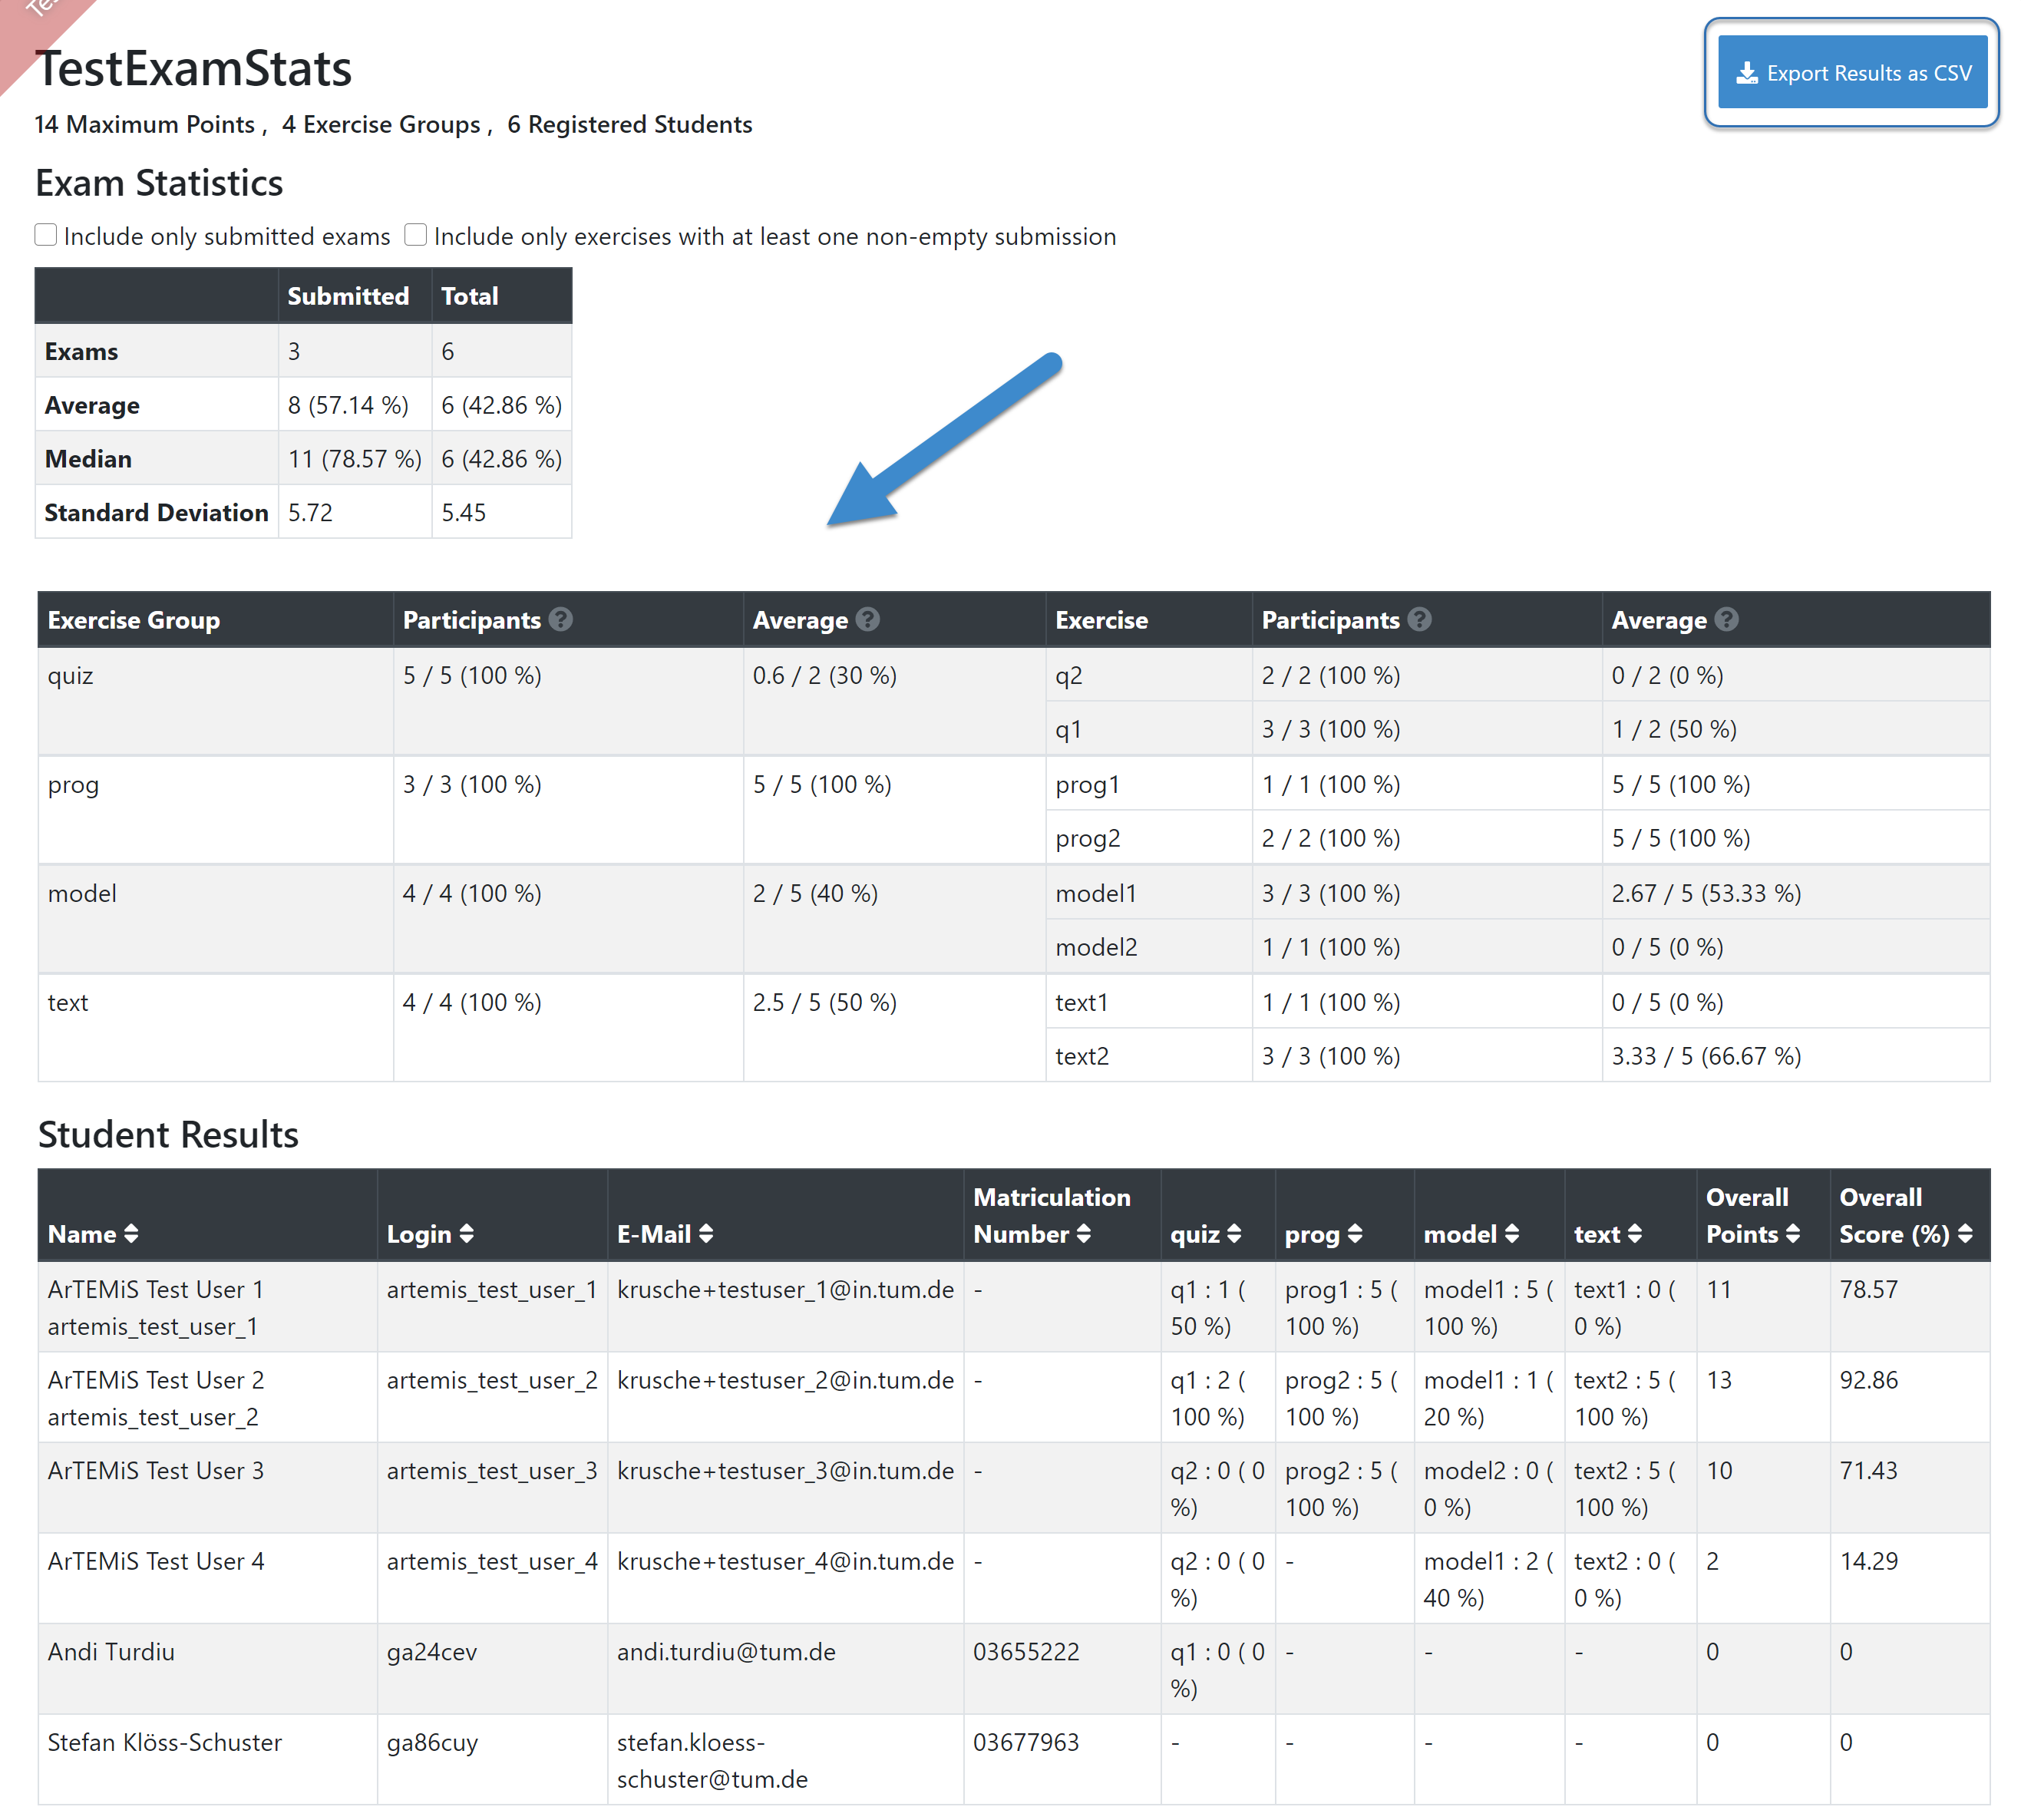 TestExamStats
Export Results as CSV
14 Maximum Points , 4 Exercise Groups , 6 Registered Students
Exam Statistics
Include only submitted exams Include only exercises with at least one non-empty submission
Submitted Total
Exams 3 6
Average 8 (57.14 %) 6 (42.86 %)
Median 11 (78.57 %) 6 (42.86 %)
Standard Deviation 5.72 5.45
Exercise Group Participants ? Average ? Exercise Participants ? Average ?
quiz 5 / 5 (100 %) 0.6 / 2 (30 %) q2 2 / 2 (100 %) 0 / 2 (0 %)
q1 3 / 3 (100 %) 1 / 2 (50 %)
prog 3 / 3 (100 %) 5 / 5 (100 %) prog1 1 / 1 (100 %) 5 / 5 (100 %)
prog2 2 / 2 (100 %) 5 / 5 (100 %)
model 4 / 4 (100 %) 2 / 5 (40 %) model1 3 / 3 (100 %) 2.67 / 5 (53.33 %)
model2 1 / 1 (100 %) 0 / 5 (0 %)
text 4 / 4 (100 %) 2.5 / 5 (50 %) text1 1 / 1 (100 %) 0 / 5 (0 %)
text2 3 / 3 (100 %) 3.33 / 5 (66.67 %)
Student Results
Matriculation Overall Overall
Name Login E-Mail Number quiz prog model text Points Score (%)
ArTEMiS Test User 1 artemis_test_user_1 krusche+testuser_1@in.tum.de - q1 : 1 ( prog1 : 5 ( model1 : 5 ( text1 : 0 ( 11 78.57
artemis_test_user_1 50 %) 100 %) 100 %) 0 %)
ArTEMiS Test User 2 artemis_test_user_2 krusche+testuser_2@in.tum.de - q1 : 2 ( prog2 : 5 ( model1 : 1 ( text2 : 5 ( 13 92.86
artemis_test_user_2 100 %) 100 %) 20 %) 100 %)
ArTEMiS Test User 3 artemis_test_user_3 krusche+testuser_3@in.tum.de - q2 : 0 ( 0 prog2 : 5 ( model2 : 0 ( text2 : 5 ( 10 71.43
%) 100 %) 0 %) 100 %)
ArTEMiS Test User 4 artemis_test_user_4 krusche+testuser_4@in.tum.de - q2 : 0 ( 0 - model1 : 2 ( text2 : 0 ( 2 14.29
%) 40 %) 0 %)
Andi Turdiu ga24cev andi.turdiu@tum.de 03655222 q1 : 0 ( 0 - - - 0 0
%)
Stefan Klöss-Schuster ga86cuy stefan.kloess- 03677963 - - - - 0 0
schuster@tum.de